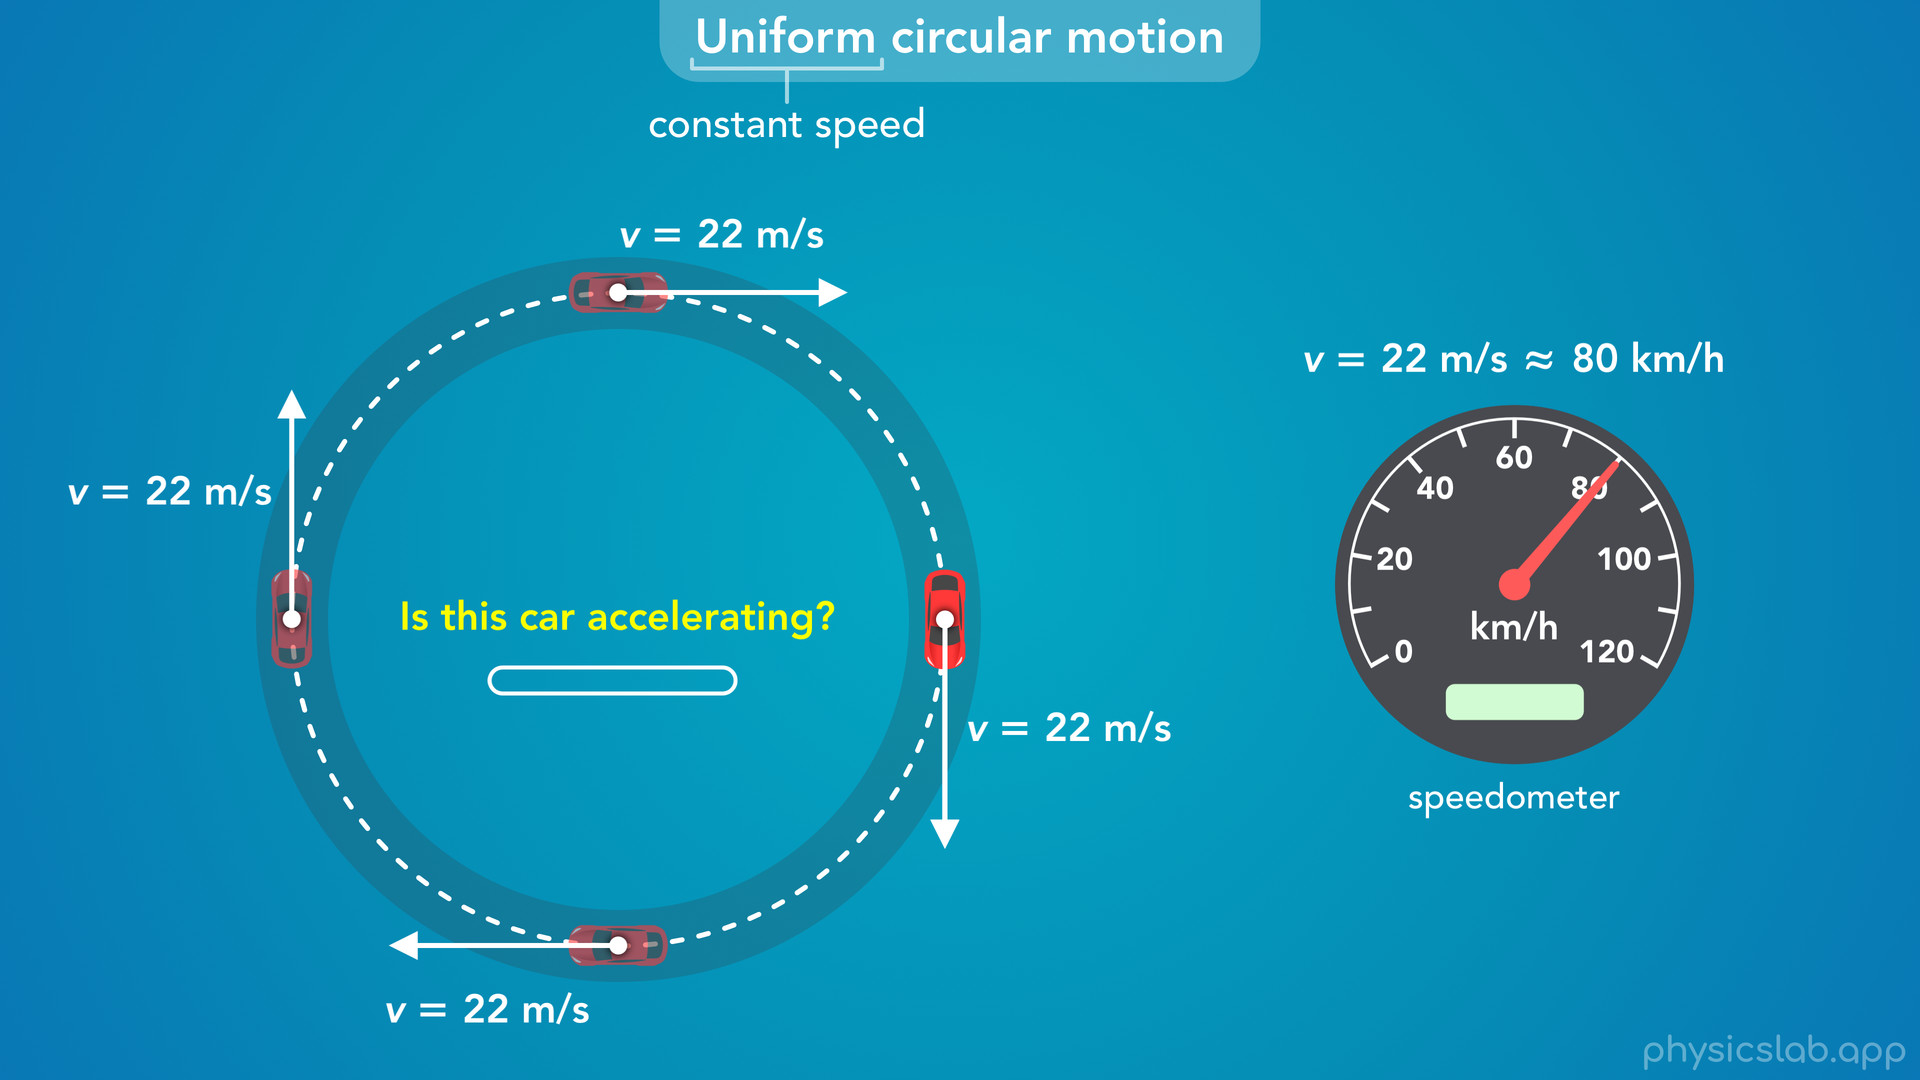 Uniform circular motion
constant speed
v = 22 m/s
v = 22 m/s ≈ 80 km/h
v = 22 m/s
Is this car accelerating?
v = 22 m/s
v = 22 m/s
0
20
40
60
80
100
120
km/h
speedometer
physicslab.app